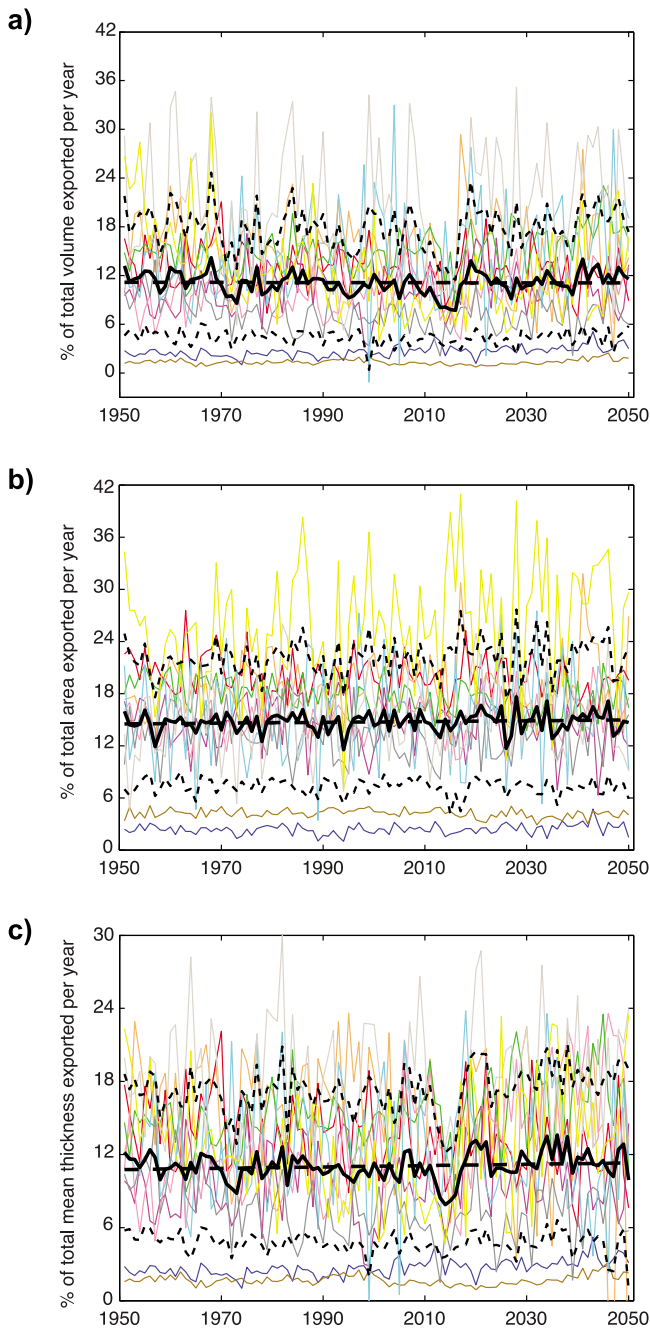 a)
% of total volume exported per year
42
36
30
24
18
12
6
0
1950 1970 1990 2010 2030 2050
b)
% of total area exported per year
42
36
30
24
18
12
6
0
1950 1970 1990 2010 2030 2050
c)
% of total mean thickness exported per year
30
24
18
12
6
0
1950 1970 1990 2010 2030 2050